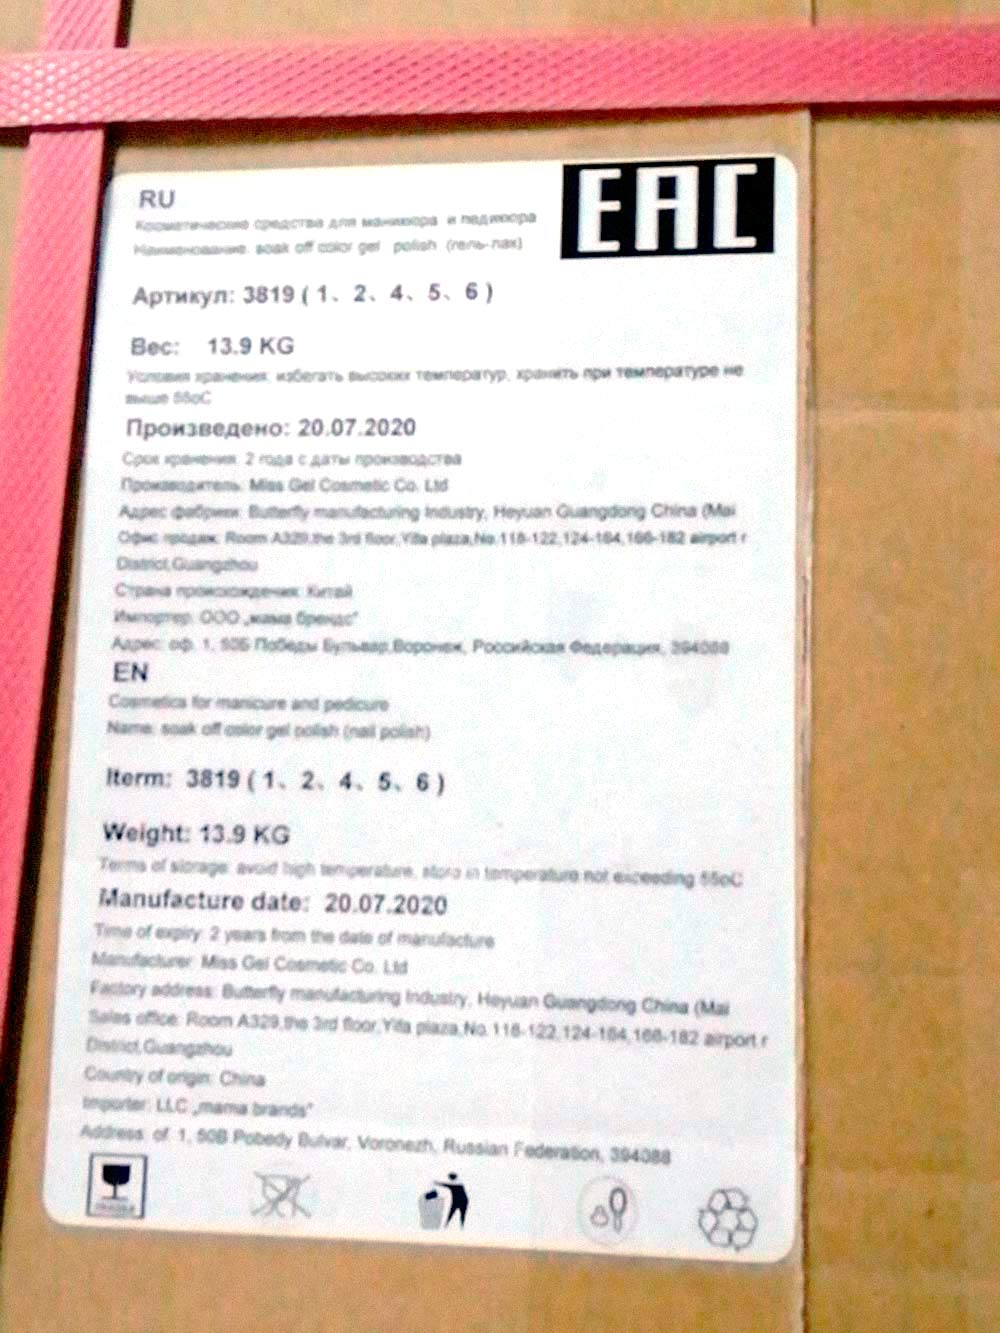 RU
EAC
Косметические средства для маникюра и педикюра
Наименование: soak off color gel polish (гель-лак)
Артикул: 3819 ( 1、2、4、5、6 )
Вес: 13.9 KG
Условия хранения: избегать высоких температур, хранить при температуре не
выше 55oC
Произведено: 20.07.2020
Срок хранения: 2 года с даты производства
Производитель: Miss Gel Cosmetic Co. Ltd
Адрес фабрики: Butterfly manufacturing Industry, Heyuan Guangdong China (Mai
Офис продаж: Room A329,the 3rd floor,Yifa plaza,No.118-122,124-164,166-182 airport r
District,Guangzhou
Страна происхождения: Китай
Импортер: ООО „мама брендс“
Адрес: оф. 1, 50Б Победы Бульвар,Воронеж, Российская Федерация, 394088
EN
Cosmetics for manicure and pedicure
Name: soak off color gel polish (nail polish)
Iterm: 3819 ( 1、2、4、5、6 )
Weight: 13.9 KG
Terms of storage: avoid high temperature, store in temperature not exceeding 55oC
Manufacture date: 20.07.2020
Time of expiry: 2 years from the date of manufacture
Manufacturer: Miss Gel Cosmetic Co. Ltd
Factory address: Butterfly manufacturing Industry, Heyuan Guangdong China (Mai
Sales office: Room A329,the 3rd floor,Yifa plaza,No.118-122,124-164,166-182 airport r
District,Guangzhou
Country of origin: China
Importer: LLC „mama brands“
Address: of. 1, 50B Pobedy Bulvar, Voronezh, Russian Federation, 394088